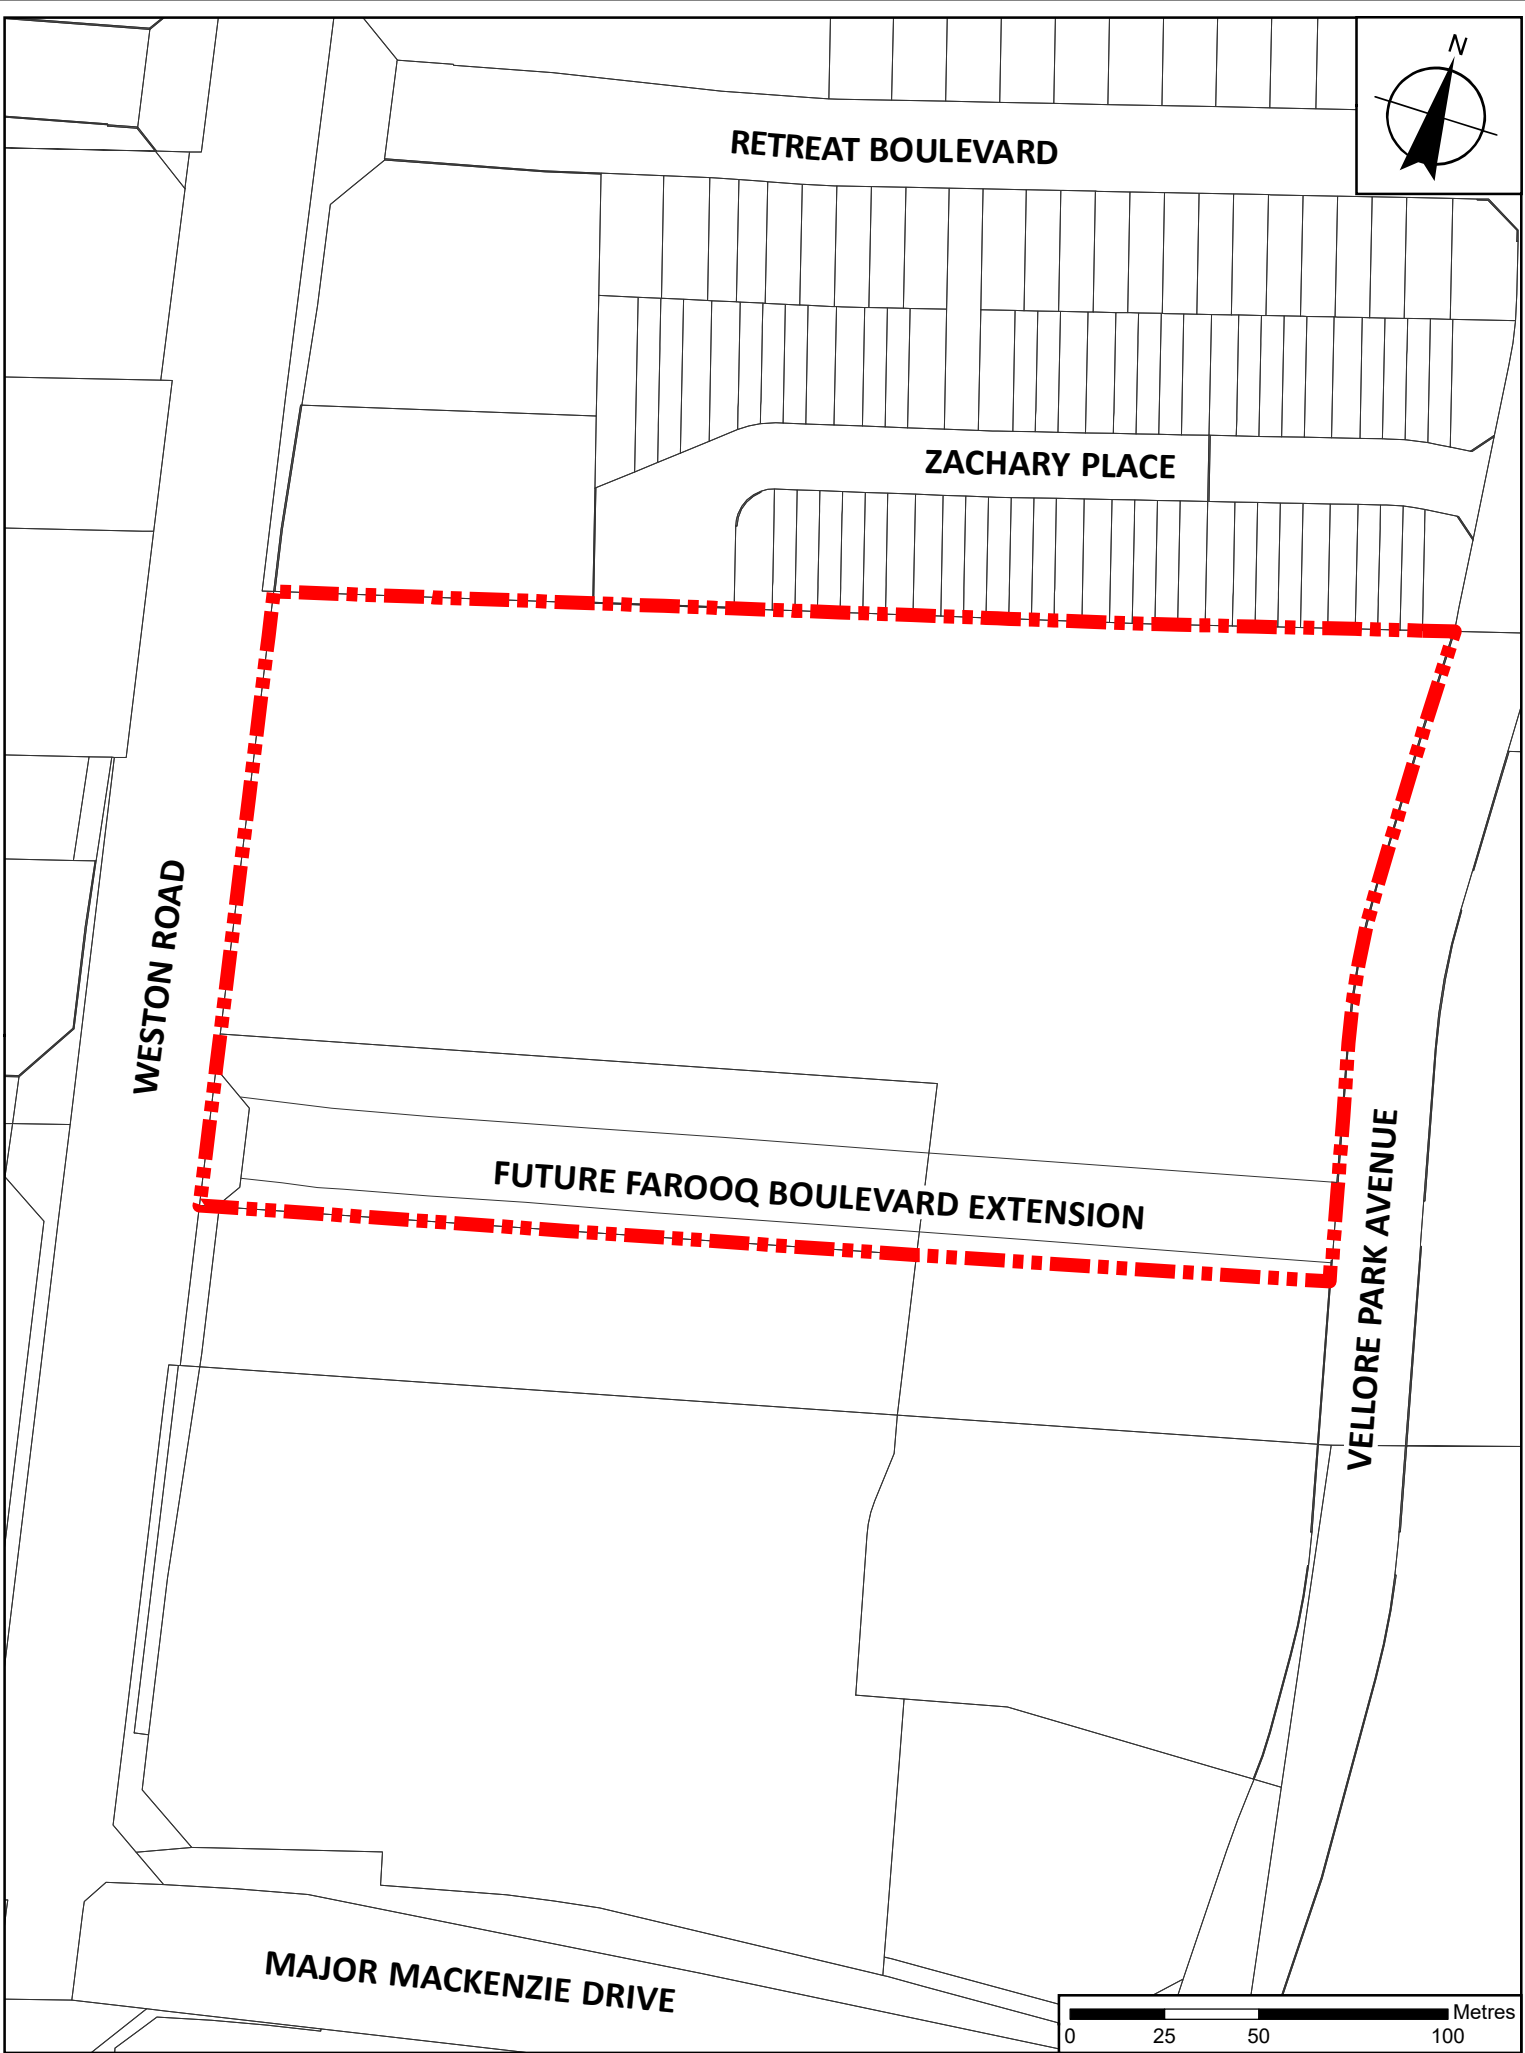 N
RETREAT BOULEVARD
ZACHARY PLACE
WESTON ROAD
FUTURE FAROOQ BOULEVARD EXTENSION
VELLORE PARK AVENUE
MAJOR MACKENZIE DRIVE
Metres
0 25 50 100